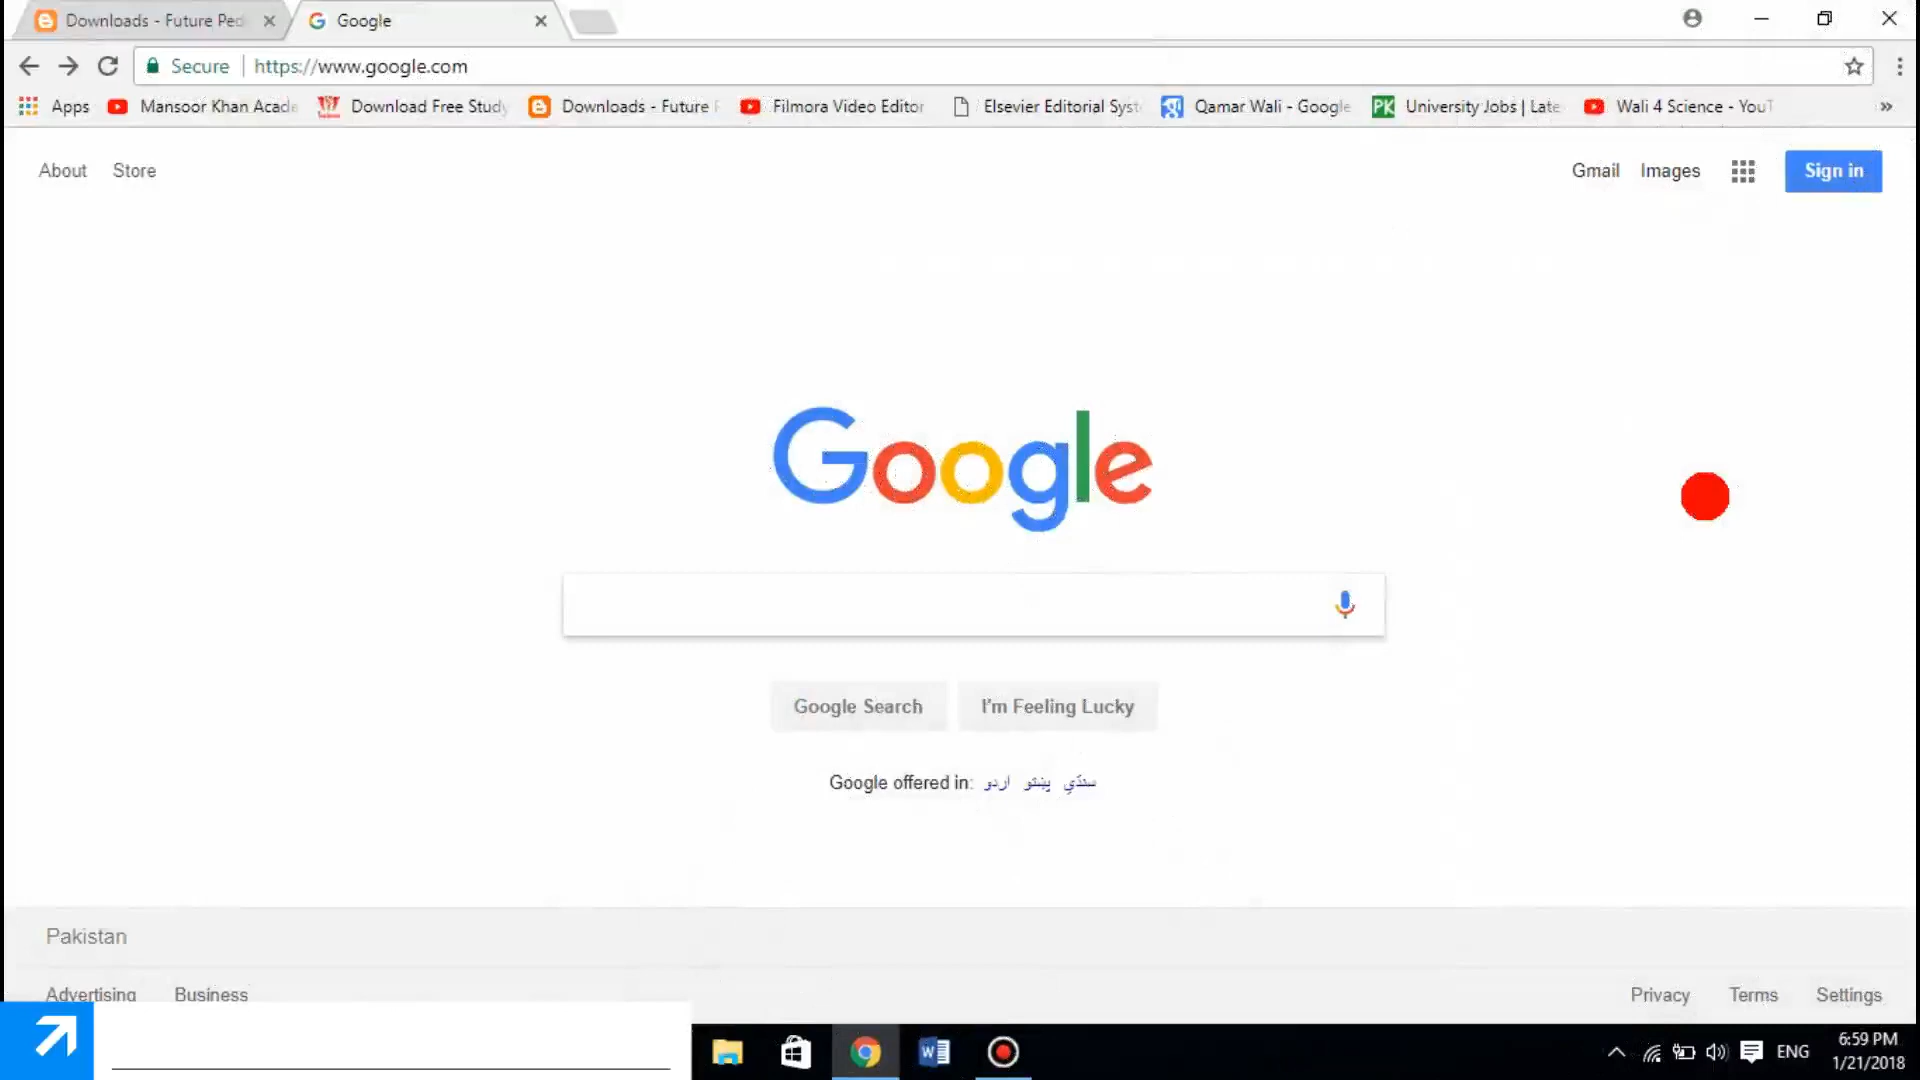 Downloads - Future Ped
Google
Secure https://www.google.com
Apps Mansoor Khan Acade Download Free Study Downloads - Future F Filmora Video Editor Elsevier Editorial Syst Qamar Wali - Google University Jobs | Late Wali 4 Science - YouT »
About Store Gmail Images Sign in
Google
Google Search I'm Feeling Lucky
Google offered in: اردو پښتو سنڌي
Pakistan
Advertising Business Privacy Terms Settings
ENG 6:59 PM
1/21/2018